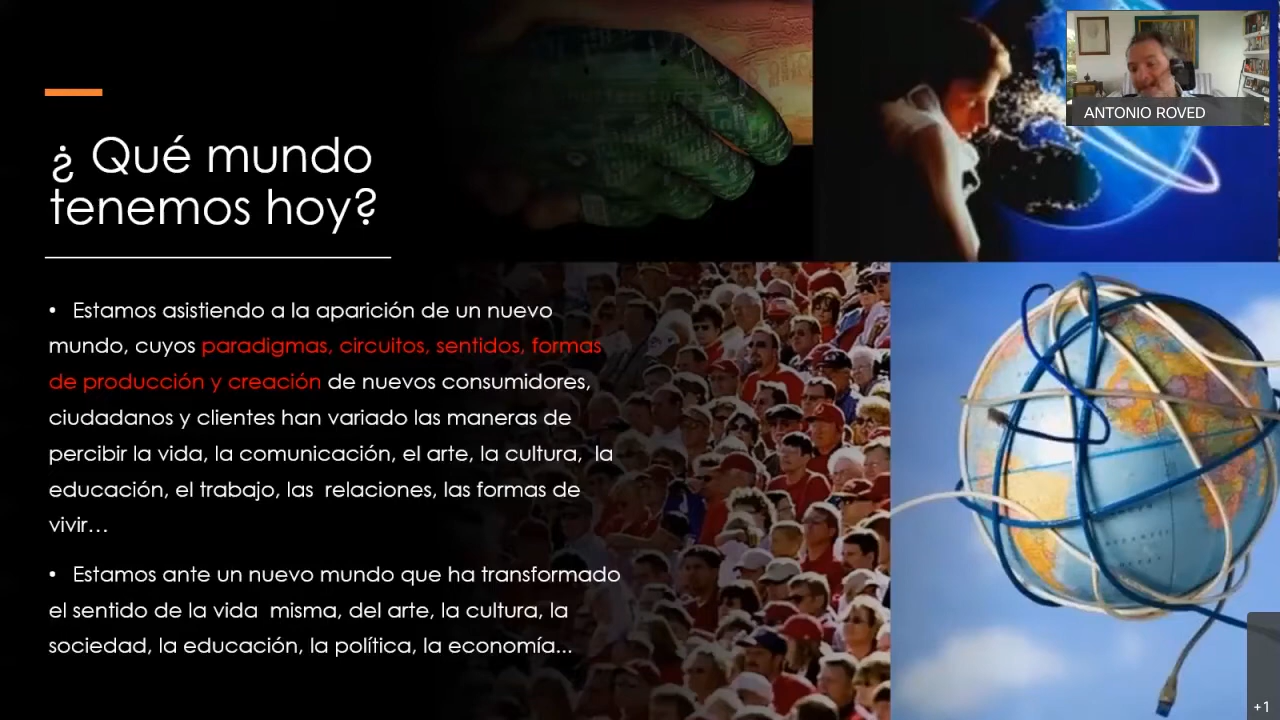 ¿ Qué mundo
tenemos hoy?
• Estamos asistiendo a la aparición de un nuevo
mundo, cuyos paradigmas, circuitos, sentidos, formas
de producción y creación de nuevos consumidores,
ciudadanos y clientes han variado las maneras de
percibir la vida, la comunicación, el arte, la cultura, la
educación, el trabajo, las relaciones, las formas de
vivir...
• Estamos ante un nuevo mundo que ha transformado
el sentido de la vida misma, del arte, la cultura, la
sociedad, la educación, la política, la economía...
ANTONIO ROVED
+1